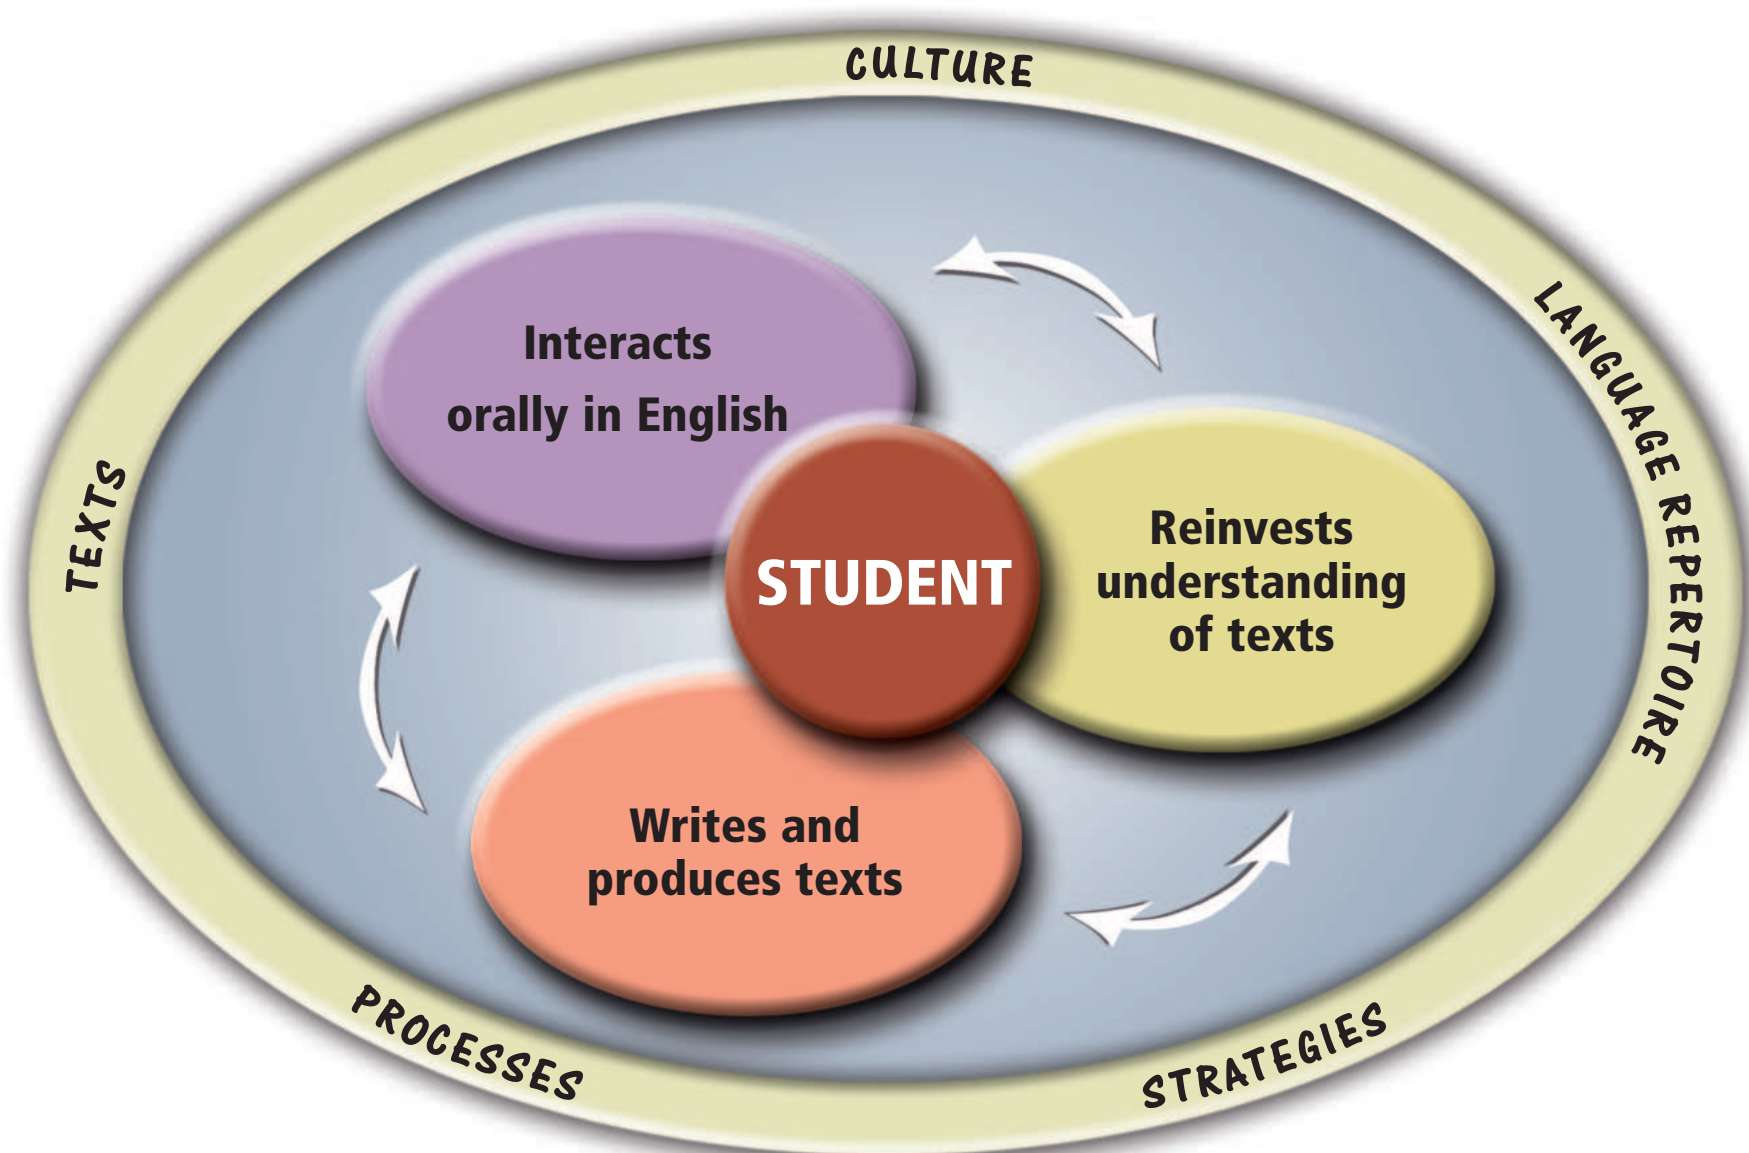 CULTURE
LANGUAGE REPERTOIRE
TEXTS
Interacts
orally in English
STUDENT
Reinvests
understanding
of texts
Writes and
produces texts
PROCESSES
STRATEGIES